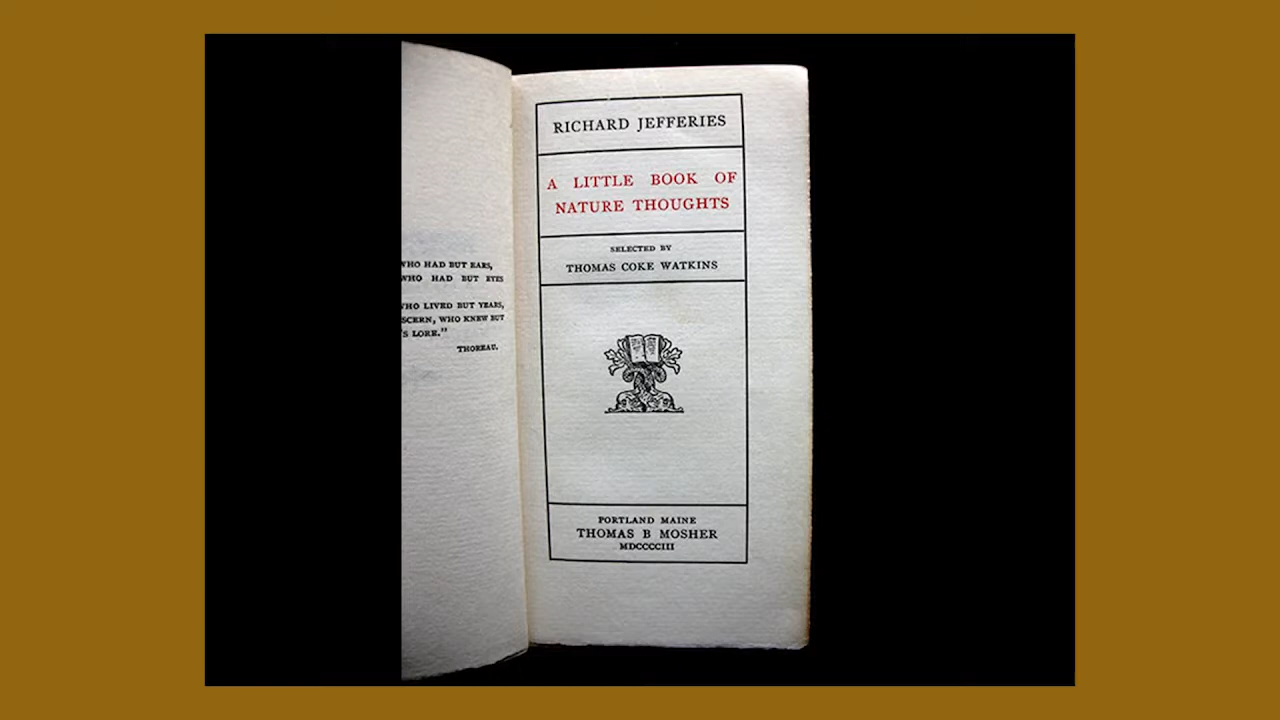 WHO HAD BUT EARS,
WHO HAD BUT EYES
WHO LIVED BUT YEARS,
SCERN, WHO KNEW BUT
'S LORE."
THOREAU.
RICHARD JEFFERIES
A LITTLE BOOK OF
NATURE THOUGHTS
SELECTED BY
THOMAS COKE WATKINS
PORTLAND MAINE
THOMAS B MOSHER
MDCCCCIII